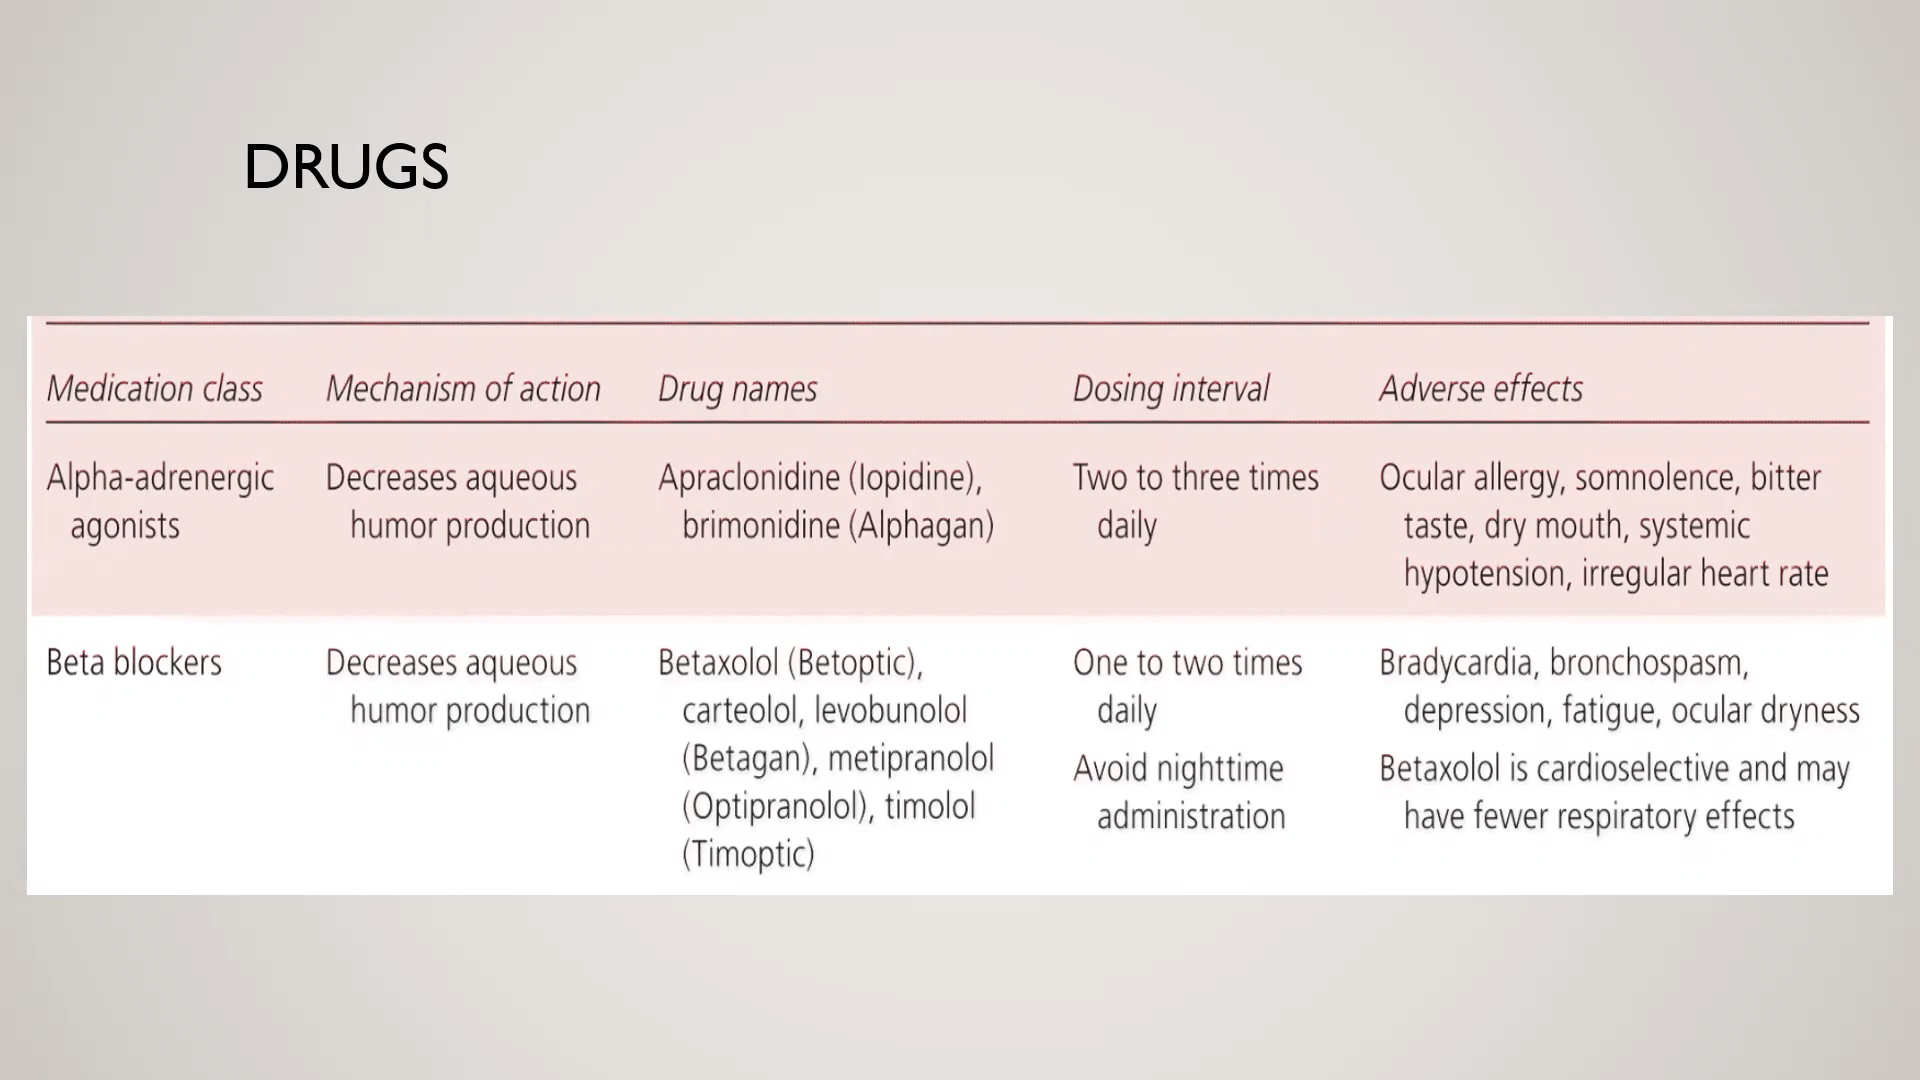 DRUGS
Medication class Mechanism of action Drug names Dosing interval Adverse effects
Alpha-adrenergic Decreases aqueous Apraclonidine (Iopidine), Two to three times Ocular allergy, somnolence, bitter
agonists humor production brimonidine (Alphagan) daily taste, dry mouth, systemic
hypotension, irregular heart rate
Beta blockers Decreases aqueous Betaxolol (Betoptic), One to two times Bradycardia, bronchospasm,
humor production carteolol, levobunolol daily depression, fatigue, ocular dryness
(Betagan), metipranolol Avoid nighttime Betaxolol is cardioselective and may
(Optipranolol), timolol administration have fewer respiratory effects
(Timoptic)